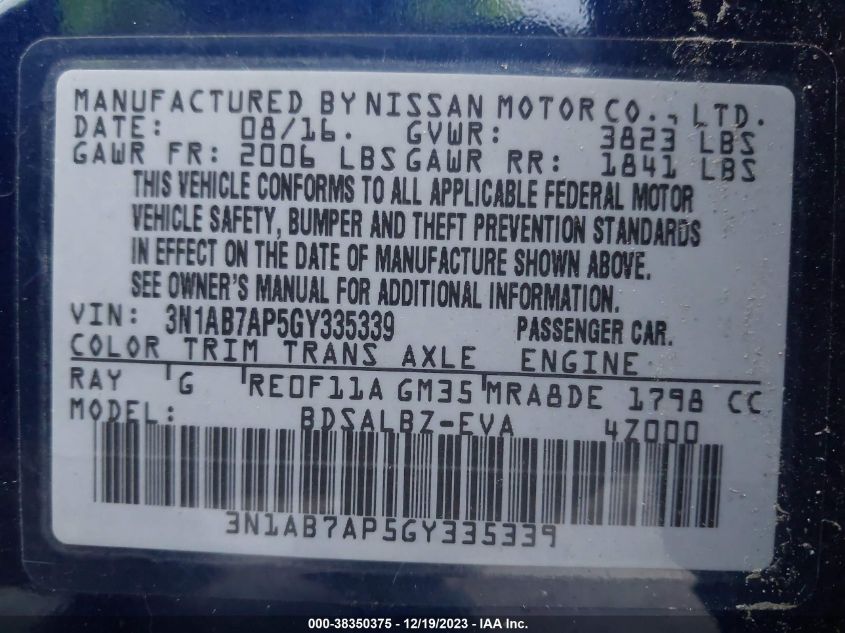 MANUFACTURED BY NISSAN MOTOR CO., LTD.
DATE: 08/16. GVWR: 3823 LBS
GAWR FR: 2006 LBS GAWR RR: 1841 LBS
THIS VEHICLE CONFORMS TO ALL APPLICABLE FEDERAL MOTOR
VEHICLE SAFETY, BUMPER AND THEFT PREVENTION STANDARDS
IN EFFECT ON THE DATE OF MANUFACTURE SHOWN ABOVE.
SEE OWNER'S MANUAL FOR ADDITIONAL INFORMATION.
VIN: 3N1AB7AP5GY335339 PASSENGER CAR.
COLOR TRIM TRANS AXLE ENGINE
RAY G RE0F11A GM35 MRA8DE 1798 CC
MODEL: BDSALBZ-EVA 4Z000
3N1AB7AP5GY335339
000-38350375 - 12/19/2023 - IAA Inc.